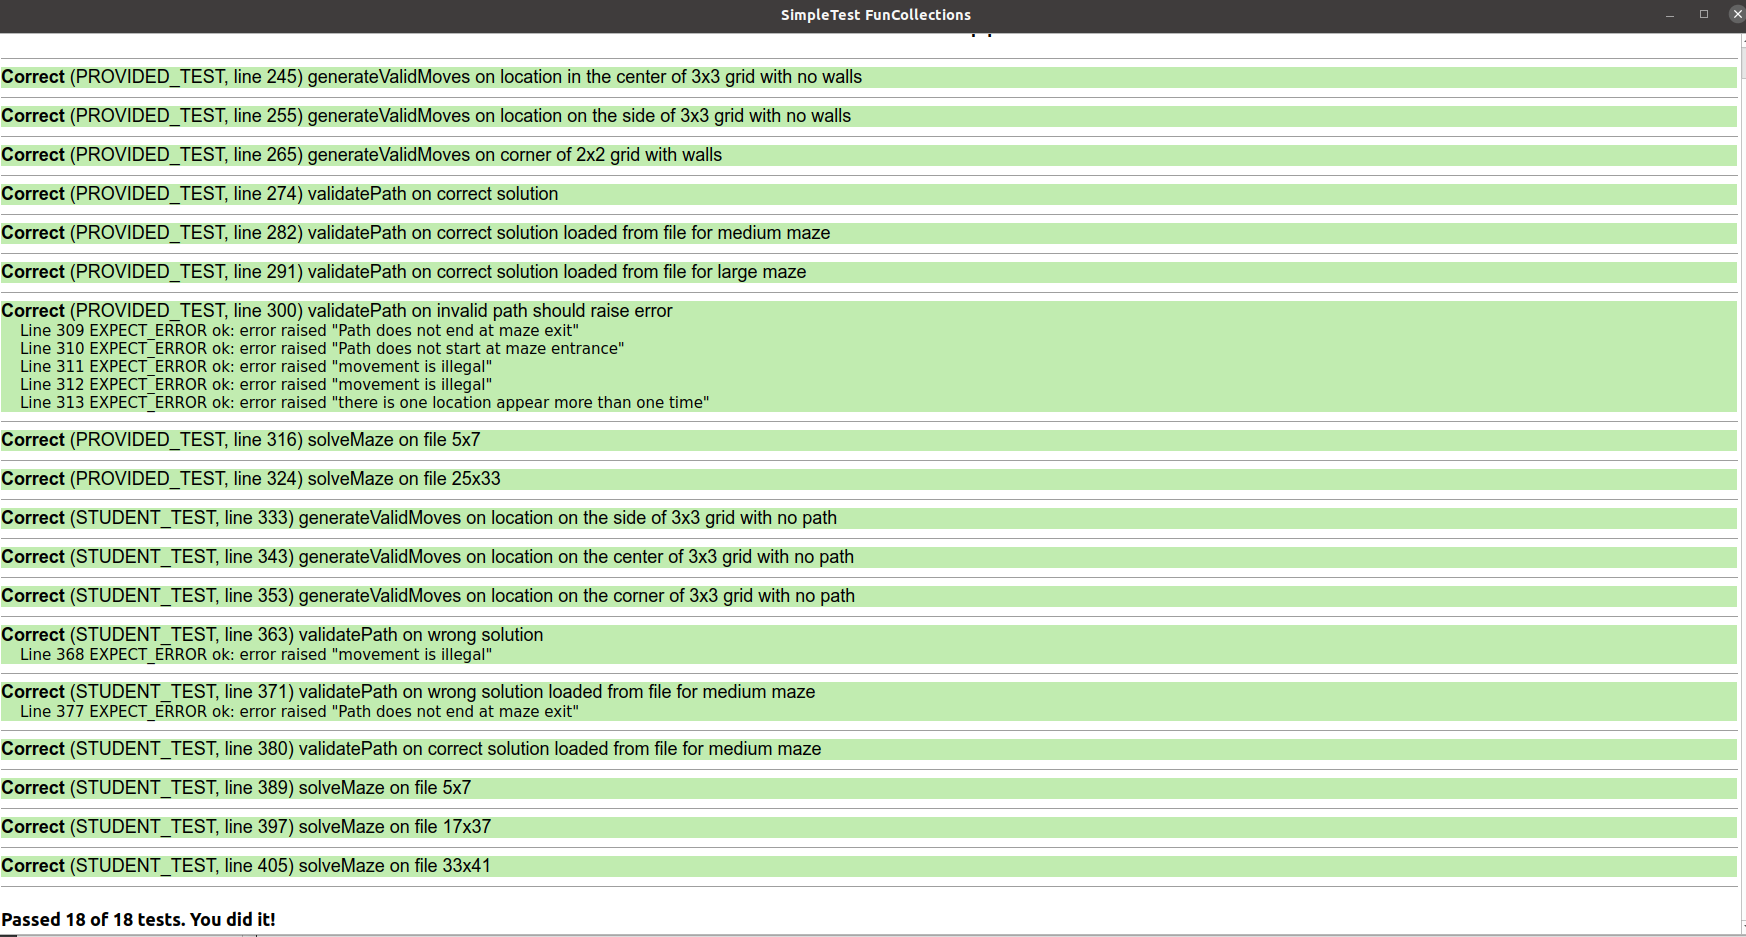 SimpleTest FunCollections
Correct (PROVIDED_TEST, line 245) generateValidMoves on location in the center of 3x3 grid with no walls
Correct (PROVIDED_TEST, line 255) generateValidMoves on location on the side of 3x3 grid with no walls
Correct (PROVIDED_TEST, line 265) generateValidMoves on corner of 2x2 grid with walls
Correct (PROVIDED_TEST, line 274) validatePath on correct solution
Correct (PROVIDED_TEST, line 282) validatePath on correct solution loaded from file for medium maze
Correct (PROVIDED_TEST, line 291) validatePath on correct solution loaded from file for large maze
Correct (PROVIDED_TEST, line 300) validatePath on invalid path should raise error
Line 309 EXPECT_ERROR ok: error raised "Path does not end at maze exit"
Line 310 EXPECT_ERROR ok: error raised "Path does not start at maze entrance"
Line 311 EXPECT_ERROR ok: error raised "movement is illegal"
Line 312 EXPECT_ERROR ok: error raised "movement is illegal"
Line 313 EXPECT_ERROR ok: error raised "there is one location appear more than one time"
Correct (PROVIDED_TEST, line 316) solveMaze on file 5x7
Correct (PROVIDED_TEST, line 324) solveMaze on file 25x33
Correct (STUDENT_TEST, line 333) generateValidMoves on location on the side of 3x3 grid with no path
Correct (STUDENT_TEST, line 343) generateValidMoves on location on the center of 3x3 grid with no path
Correct (STUDENT_TEST, line 353) generateValidMoves on location on the corner of 3x3 grid with no path
Correct (STUDENT_TEST, line 363) validatePath on wrong solution
Line 368 EXPECT_ERROR ok: error raised "movement is illegal"
Correct (STUDENT_TEST, line 371) validatePath on wrong solution loaded from file for medium maze
Line 377 EXPECT_ERROR ok: error raised "Path does not end at maze exit"
Correct (STUDENT_TEST, line 380) validatePath on correct solution loaded from file for medium maze
Correct (STUDENT_TEST, line 389) solveMaze on file 5x7
Correct (STUDENT_TEST, line 397) solveMaze on file 17x37
Correct (STUDENT_TEST, line 405) solveMaze on file 33x41
Passed 18 of 18 tests. You did it!